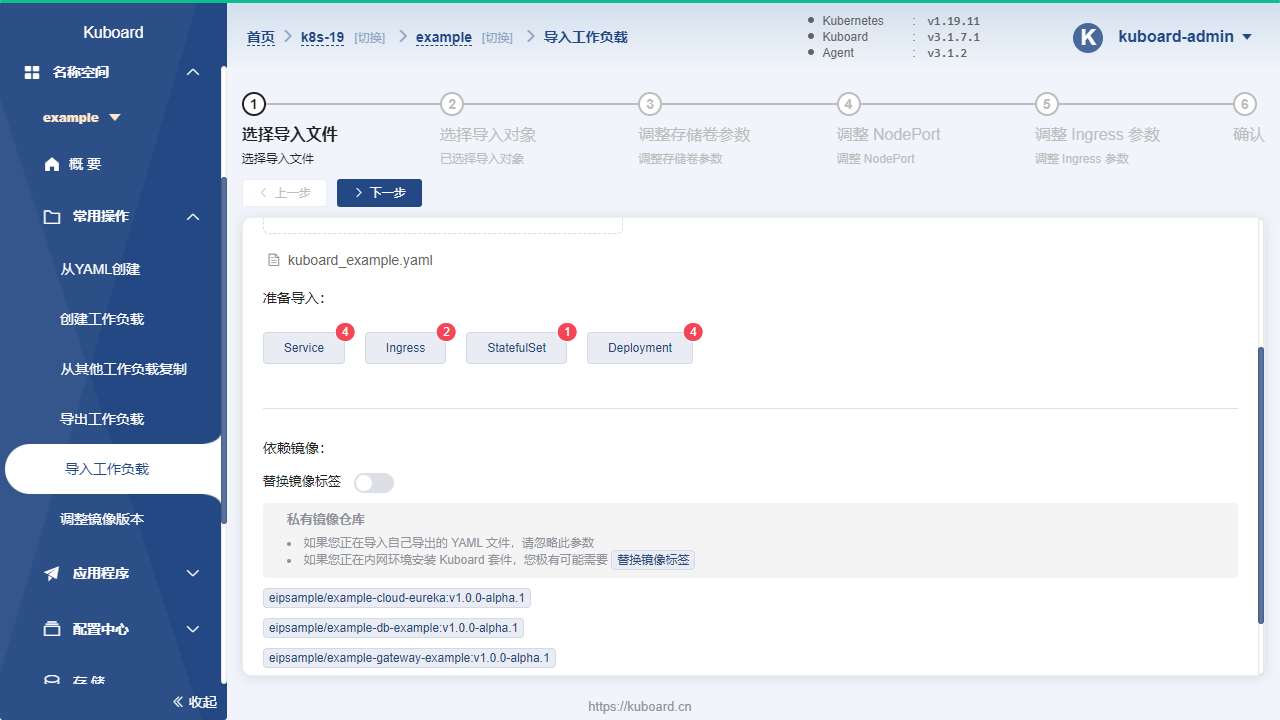 Kuboard
名称空间
example
概 要
常用操作
从YAML创建
创建工作负载
从其他工作负载复制
导出工作负载
导入工作负载
调整镜像版本
应用程序
配置中心
存 储
收起
首页 k8s-19 [切换] example [切换] 导入工作负载
Kubernetes : v1.19.11
Kuboard : v3.1.7.1
Agent : v3.1.2
K kuboard-admin
1 2 3 4 5 6
选择导入文件 选择导入对象 调整存储卷参数 调整 NodePort 调整 Ingress 参数 确认
选择导入文件 已选择导入对象 调整存储卷参数 调整 NodePort 调整 Ingress 参数
上一步 下一步
kuboard_example.yaml
准备导入：
Service 4 Ingress 2 StatefulSet 1 Deployment 4
依赖镜像：
替换镜像标签
私有镜像仓库
如果您正在导入自己导出的 YAML 文件，请忽略此参数
如果您正在内网环境安装 Kuboard 套件，您极有可能需要 替换镜像标签
eipsample/example-cloud-eureka:v1.0.0-alpha.1
eipsample/example-db-example:v1.0.0-alpha.1
eipsample/example-gateway-example:v1.0.0-alpha.1
https://kuboard.cn